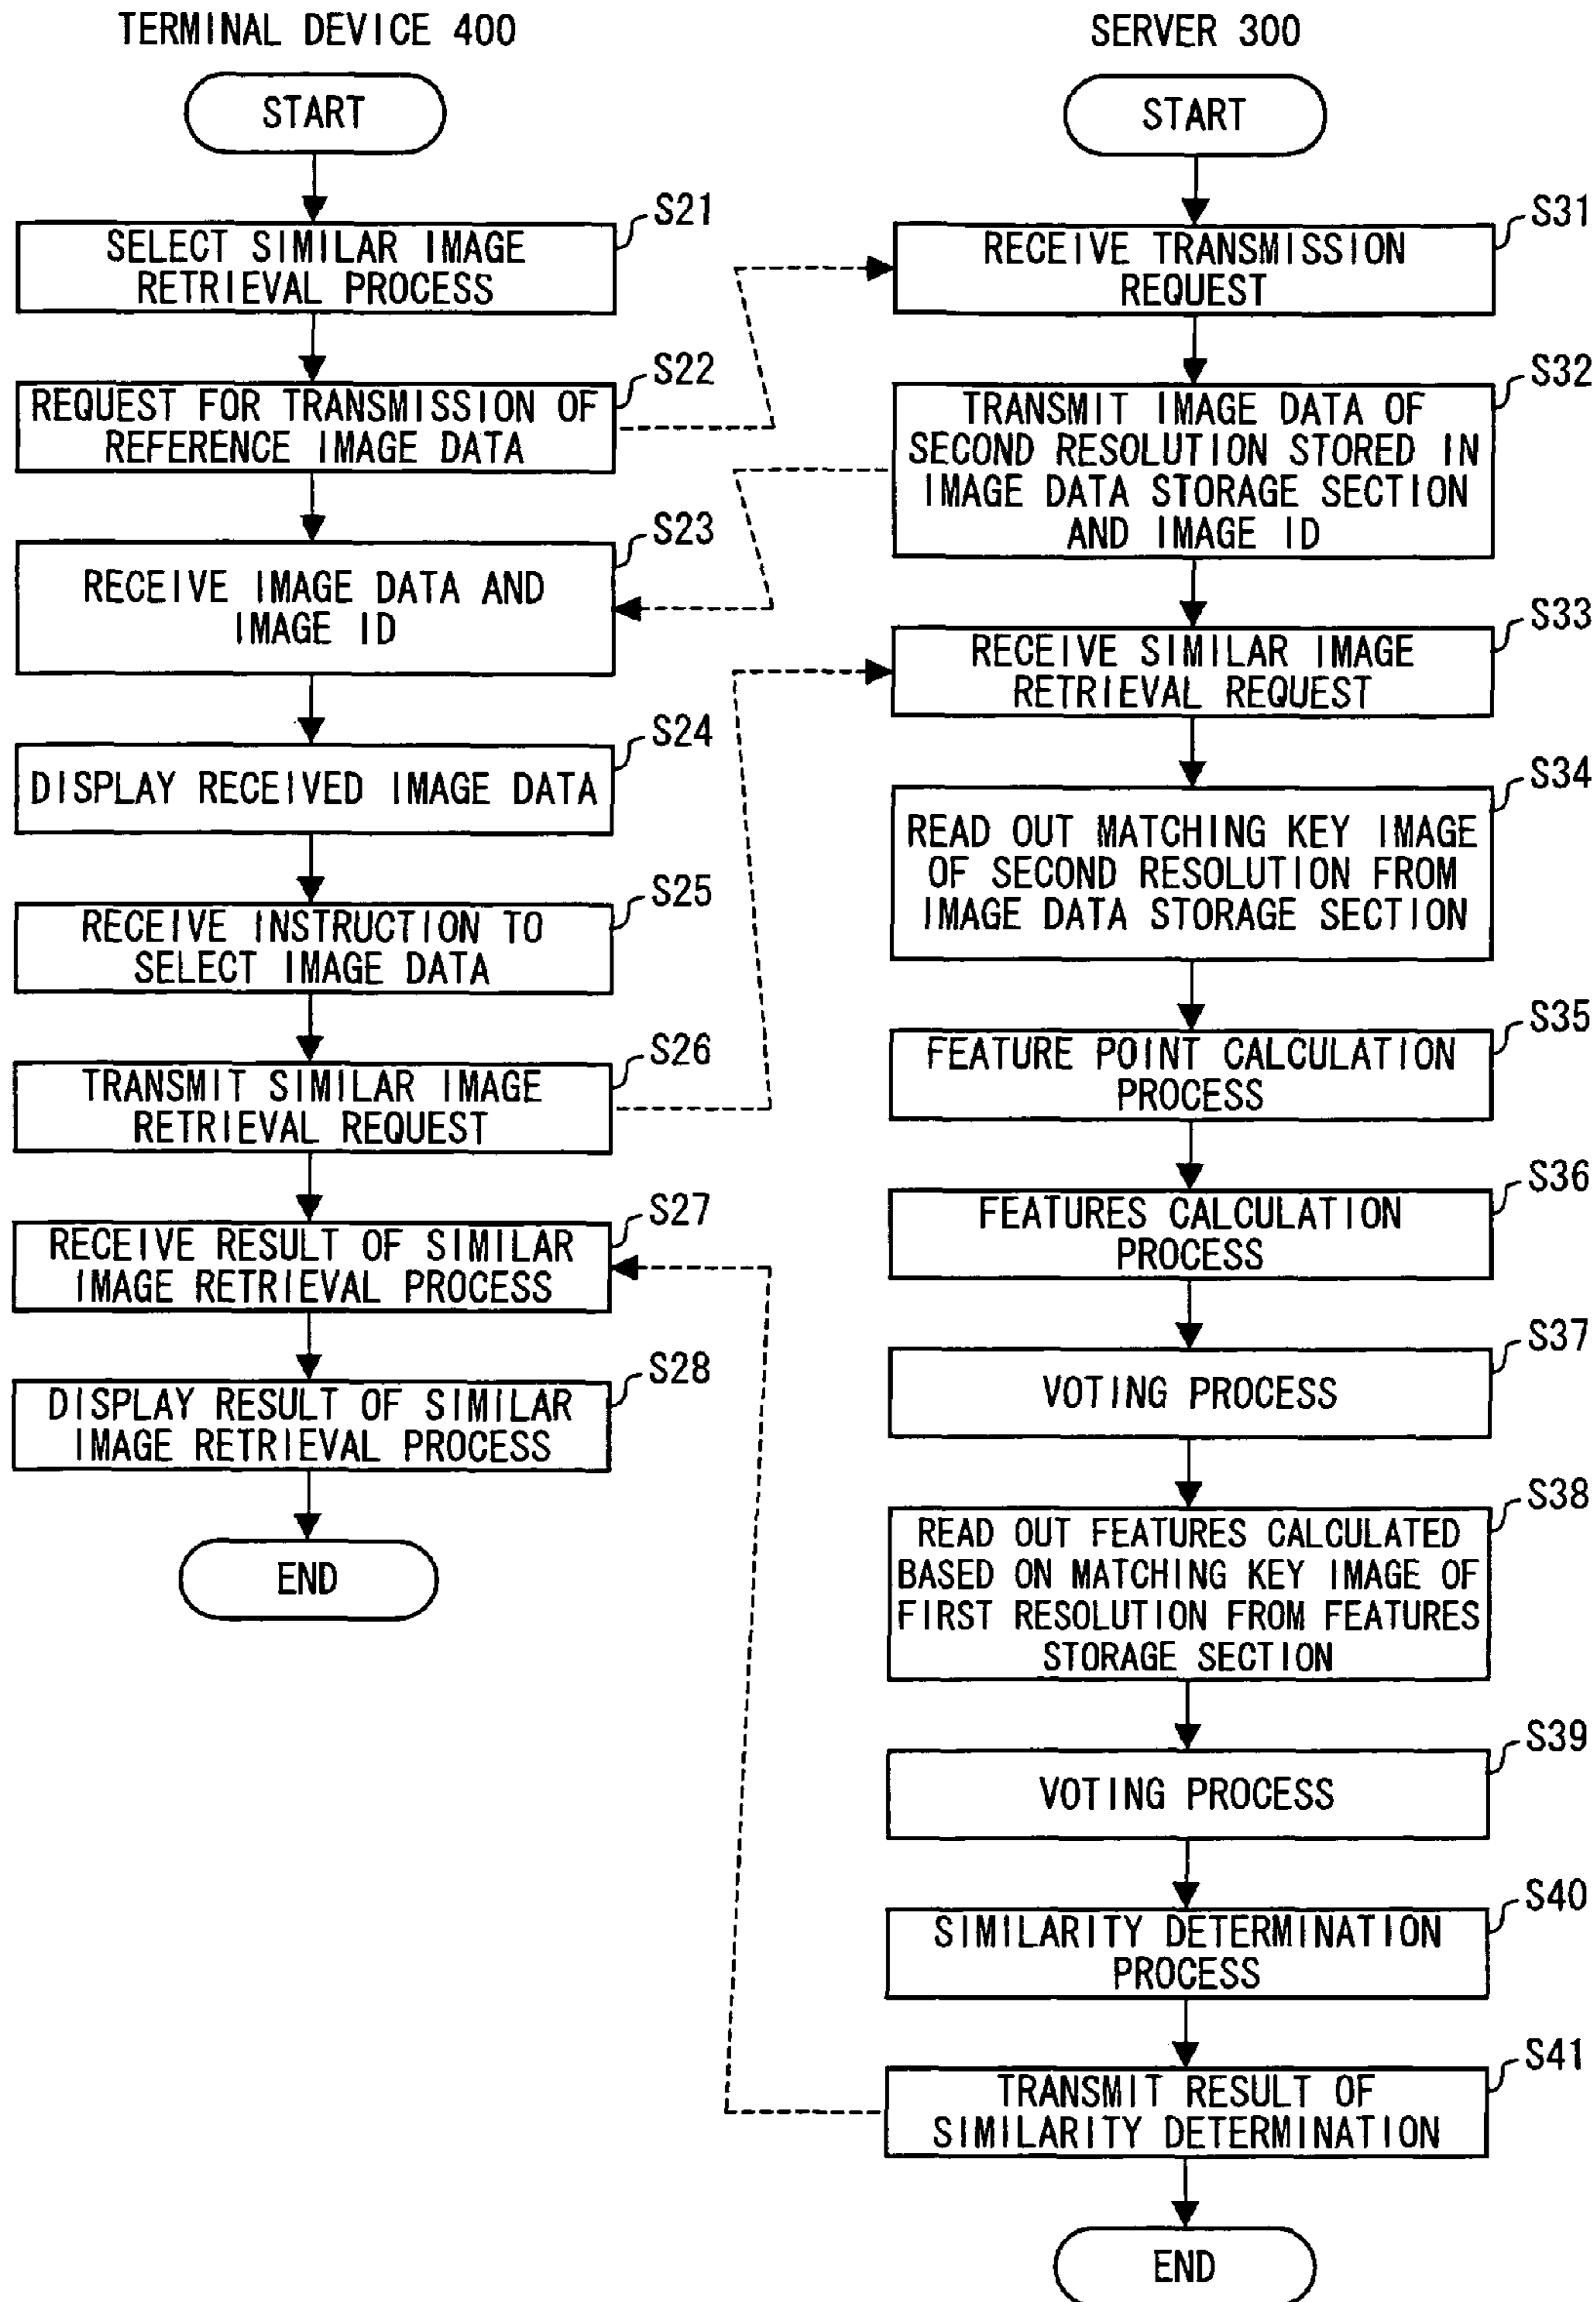 TERMINAL DEVICE 400
START
S21
SELECT SIMILAR IMAGE
RETRIEVAL PROCESS
S22
REQUEST FOR TRANSMISSION OF
REFERENCE IMAGE DATA
S23
RECEIVE IMAGE DATA AND
IMAGE ID
S24
DISPLAY RECEIVED IMAGE DATA
S25
RECEIVE INSTRUCTION TO
SELECT IMAGE DATA
S26
TRANSMIT SIMILAR IMAGE
RETRIEVAL REQUEST
S27
RECEIVE RESULT OF SIMILAR
IMAGE RETRIEVAL PROCESS
S28
DISPLAY RESULT OF SIMILAR
IMAGE RETRIEVAL PROCESS
END
SERVER 300
START
S31
RECEIVE TRANSMISSION
REQUEST
S32
TRANSMIT IMAGE DATA OF
SECOND RESOLUTION STORED IN
IMAGE DATA STORAGE SECTION
AND IMAGE ID
S33
RECEIVE SIMILAR IMAGE
RETRIEVAL REQUEST
S34
READ OUT MATCHING KEY IMAGE
OF SECOND RESOLUTION FROM
IMAGE DATA STORAGE SECTION
S35
FEATURE POINT CALCULATION
PROCESS
S36
FEATURES CALCULATION
PROCESS
S37
VOTING PROCESS
S38
READ OUT FEATURES CALCULATED
BASED ON MATCHING KEY IMAGE OF
FIRST RESOLUTION FROM FEATURES
STORAGE SECTION
S39
VOTING PROCESS
S40
SIMILARITY DETERMINATION
PROCESS
S41
TRANSMIT RESULT OF
SIMILARITY DETERMINATION
END